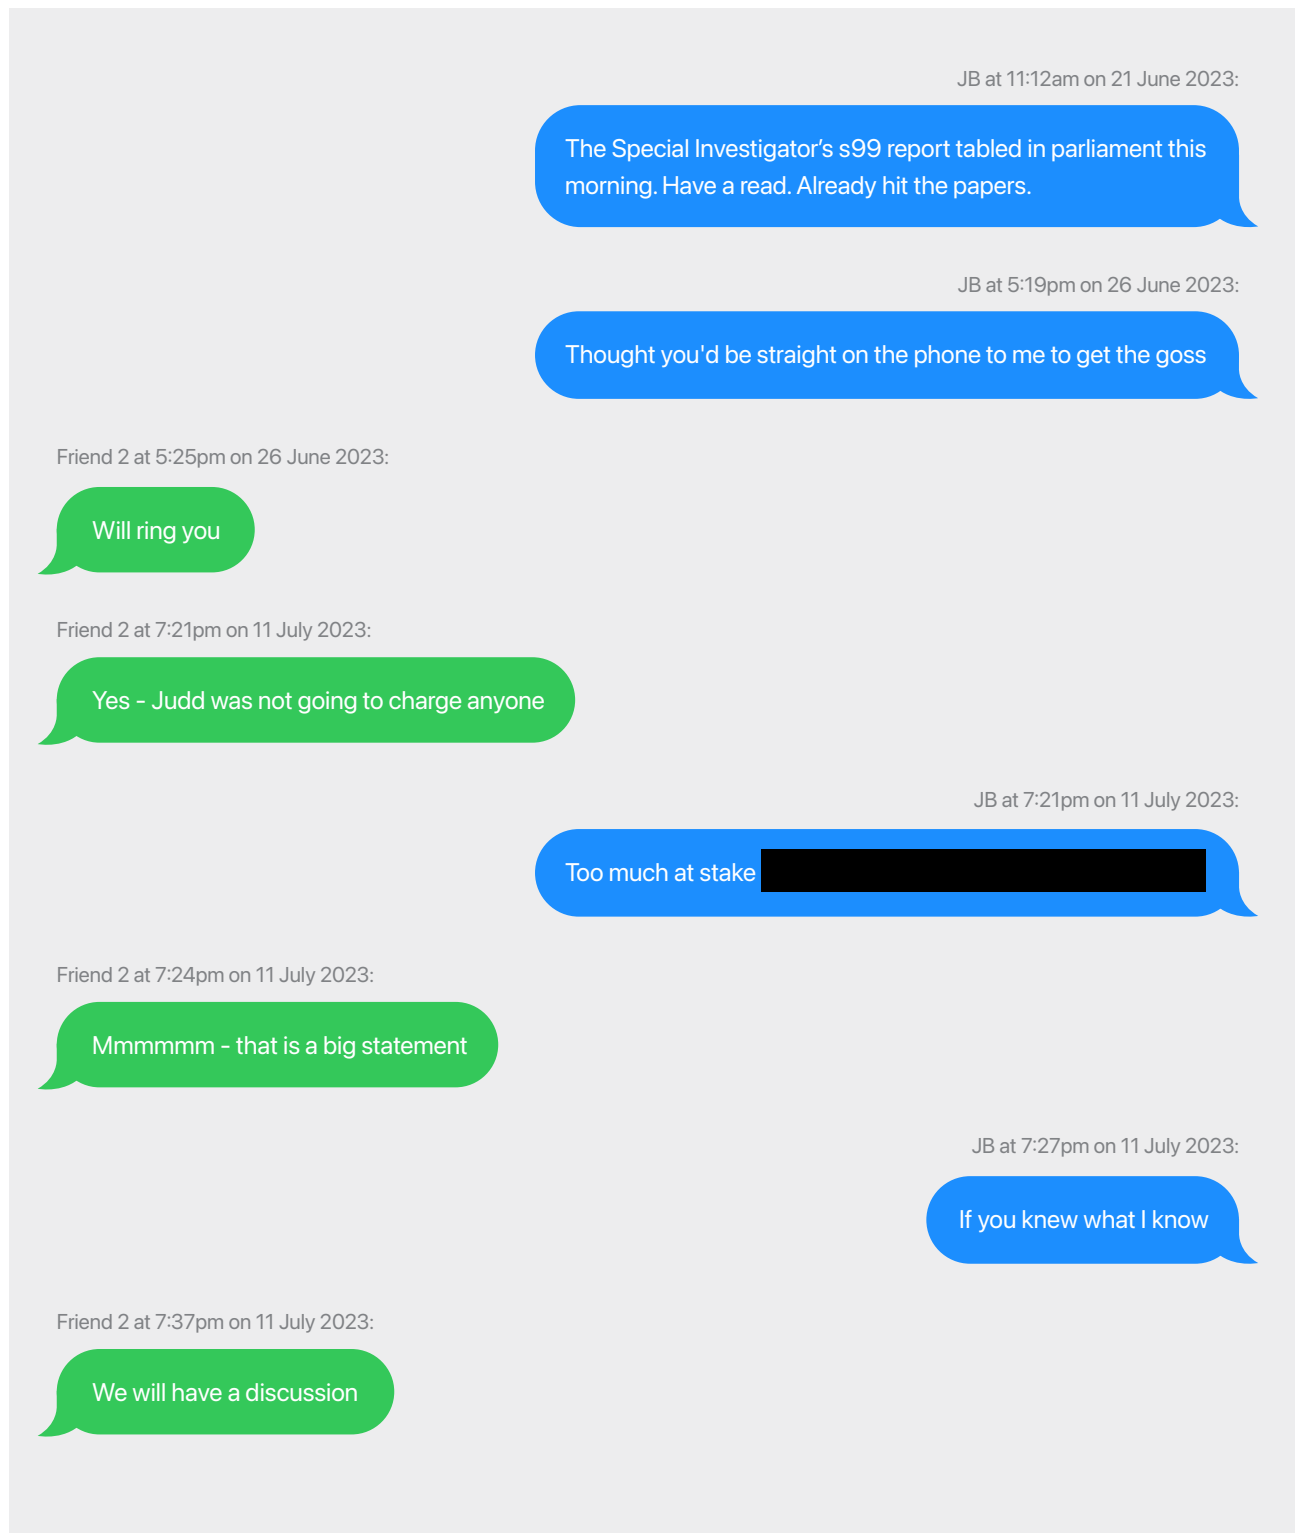 JB at 11:12am on 21 June 2023:
The Special Investigator’s s99 report tabled in parliament this
morning. Have a read. Already hit the papers.
JB at 5:19pm on 26 June 2023:
Thought you'd be straight on the phone to me to get the goss
Friend 2 at 5:25pm on 26 June 2023:
Will ring you
Friend 2 at 7:21pm on 11 July 2023:
Yes - Judd was not going to charge anyone
JB at 7:21pm on 11 July 2023:
Too much at stake
Friend 2 at 7:24pm on 11 July 2023:
Mmmmmm - that is a big statement
JB at 7:27pm on 11 July 2023:
If you knew what I know
Friend 2 at 7:37pm on 11 July 2023:
We will have a discussion